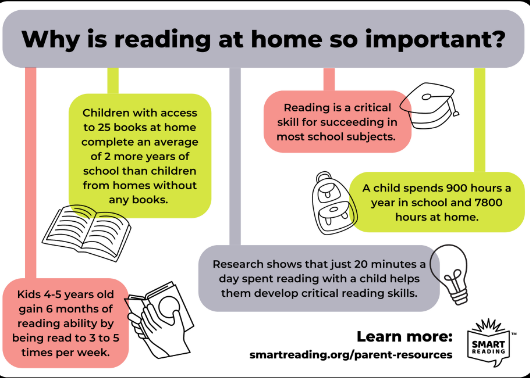 Why is reading at home so important?
Children with access
to 25 books at home
complete an average
of 2 more years of
school than children
from homes without
any books.
Reading is a critical
skill for succeeding in
most school subjects.
A child spends 900 hours a
year in school and 7800
hours at home.
Research shows that just 20 minutes a
day spent reading with a child helps
them develop critical reading skills.
Kids 4-5 years old
gain 6 months of
reading ability by
being read to 3 to 5
times per week.
Learn more:
smartreading.org/parent-resources
SMART
READING
™